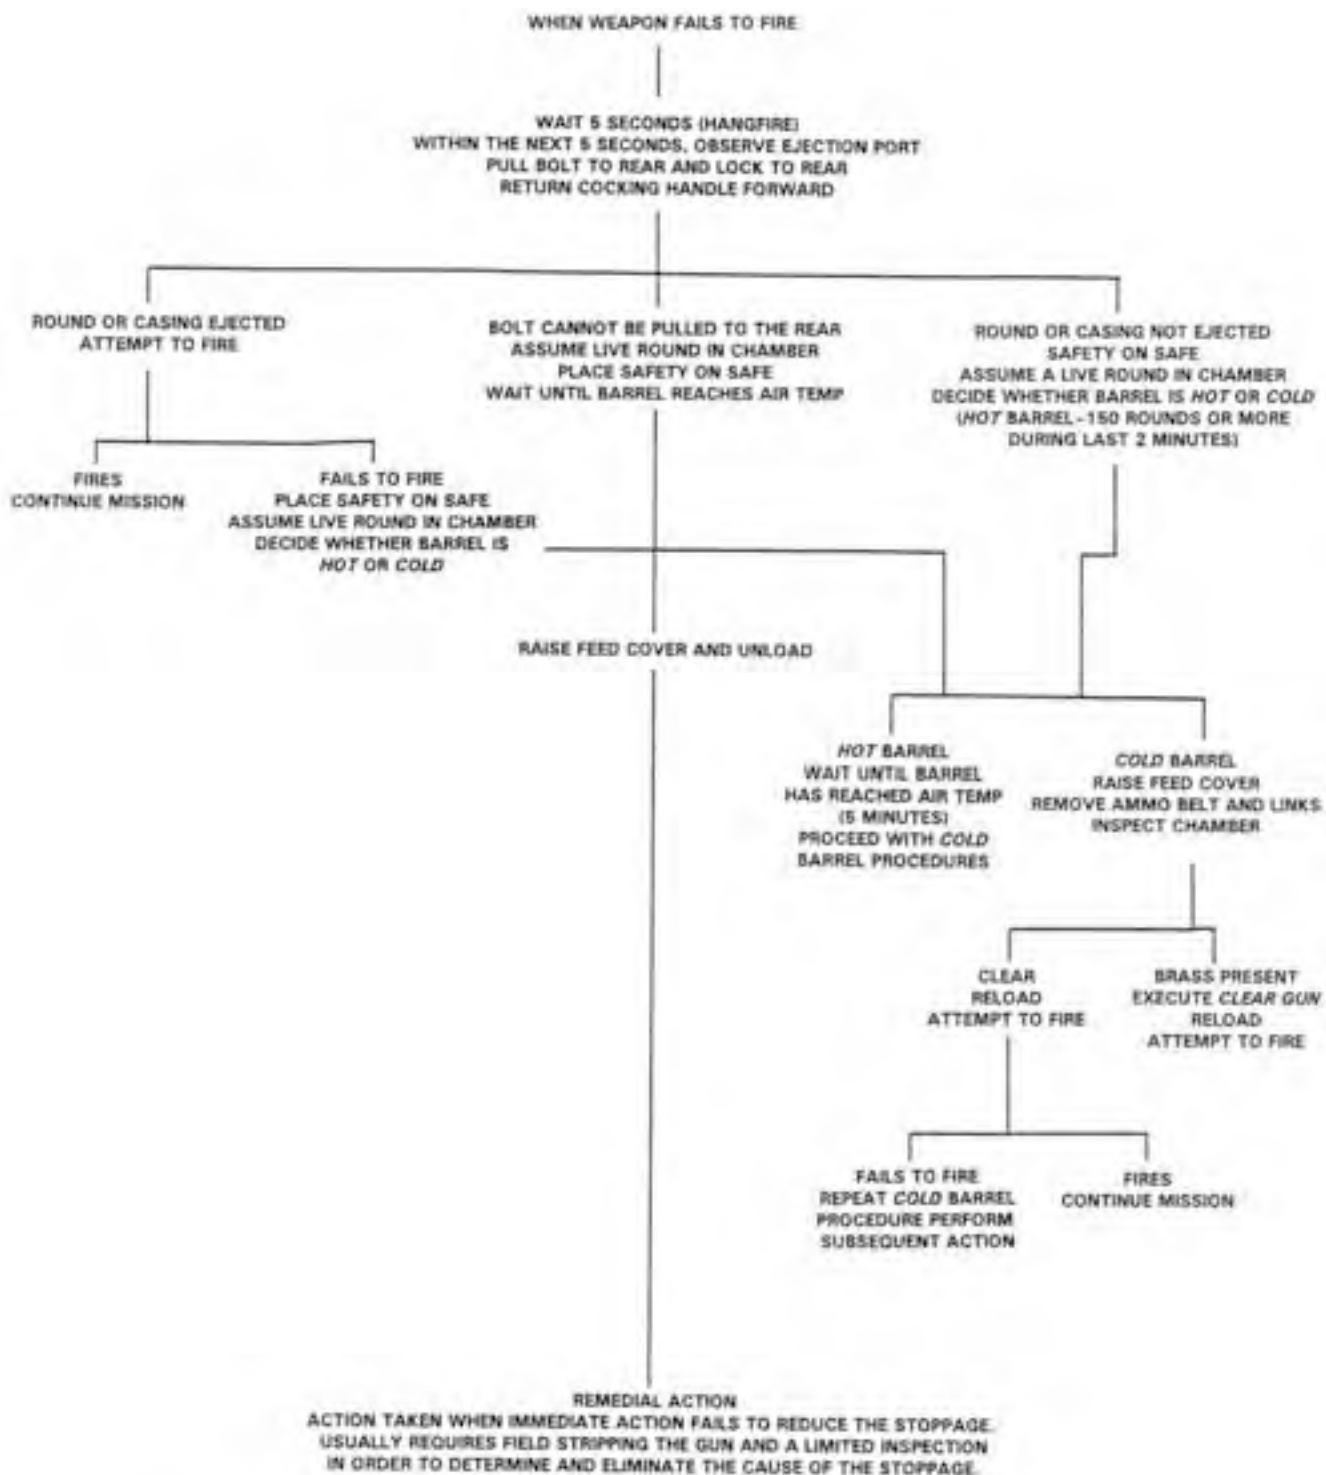 WHEN WEAPON FAILS TO FIRE
WAIT 5 SECONDS (HANGFIRE)
WITHIN THE NEXT 5 SECONDS, OBSERVE EJECTION PORT
PULL BOLT TO REAR AND LOCK TO REAR
RETURN COCKING HANDLE FORWARD
ROUND OR CASING EJECTED
ATTEMPT TO FIRE
BOLT CANNOT BE PULLED TO THE REAR
ASSUME LIVE ROUND IN CHAMBER
PLACE SAFETY ON SAFE
WAIT UNTIL BARREL REACHES AIR TEMP
ROUND OR CASING NOT EJECTED
SAFETY ON SAFE
ASSUME A LIVE ROUND IN CHAMBER
DECIDE WHETHER BARREL IS HOT OR COLD
(HOT BARREL-150 ROUNDS OR MORE
DURING LAST 2 MINUTES)
FIRES
CONTINUE MISSION
FAILS TO FIRE
PLACE SAFETY ON SAFE
ASSUME LIVE ROUND IN CHAMBER
DECIDE WHETHER BARREL IS
HOT OR COLD
RAISE FEED COVER AND UNLOAD
HOT BARREL
WAIT UNTIL BARREL
HAS REACHED AIR TEMP
(5 MINUTES)
PROCEED WITH COLD
BARREL PROCEDURES
COLD BARREL
RAISE FEED COVER
REMOVE AMMO BELT AND LINKS
INSPECT CHAMBER
CLEAR
RELOAD
ATTEMPT TO FIRE
BRASS PRESENT
EXECUTE CLEAR GUN
RELOAD
ATTEMPT TO FIRE
FAILS TO FIRE
REPEAT COLD BARREL
PROCEDURE PERFORM
SUBSEQUENT ACTION
FIRES
CONTINUE MISSION
REMEDIAL ACTION
ACTION TAKEN WHEN IMMEDIATE ACTION FAILS TO REDUCE THE STOPPAGE.
USUALLY REQUIRES FIELD STRIPPING THE GUN AND A LIMITED INSPECTION
IN ORDER TO DETERMINE AND ELIMINATE THE CAUSE OF THE STOPPAGE.